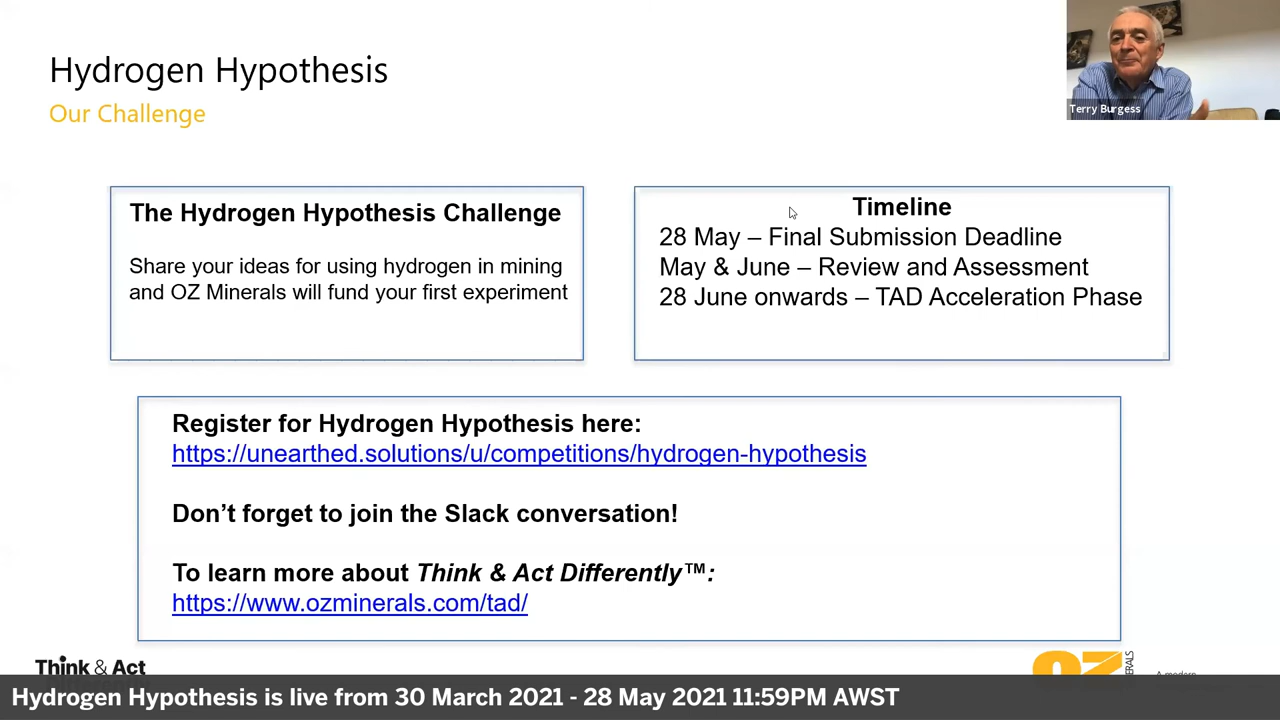 Hydrogen Hypothesis
Our Challenge
Terry Burgess
The Hydrogen Hypothesis Challenge
Share your ideas for using hydrogen in mining
and OZ Minerals will fund your first experiment
Timeline
28 May – Final Submission Deadline
May & June – Review and Assessment
28 June onwards – TAD Acceleration Phase
Register for Hydrogen Hypothesis here:
https://unearthed.solutions/u/competitions/hydrogen-hypothesis
Don’t forget to join the Slack conversation!
To learn more about Think & Act Differently™:
https://www.ozminerals.com/tad/
Think & Act
OZ
A modern
Hydrogen Hypothesis is live from 30 March 2021 - 28 May 2021 11:59PM AWST